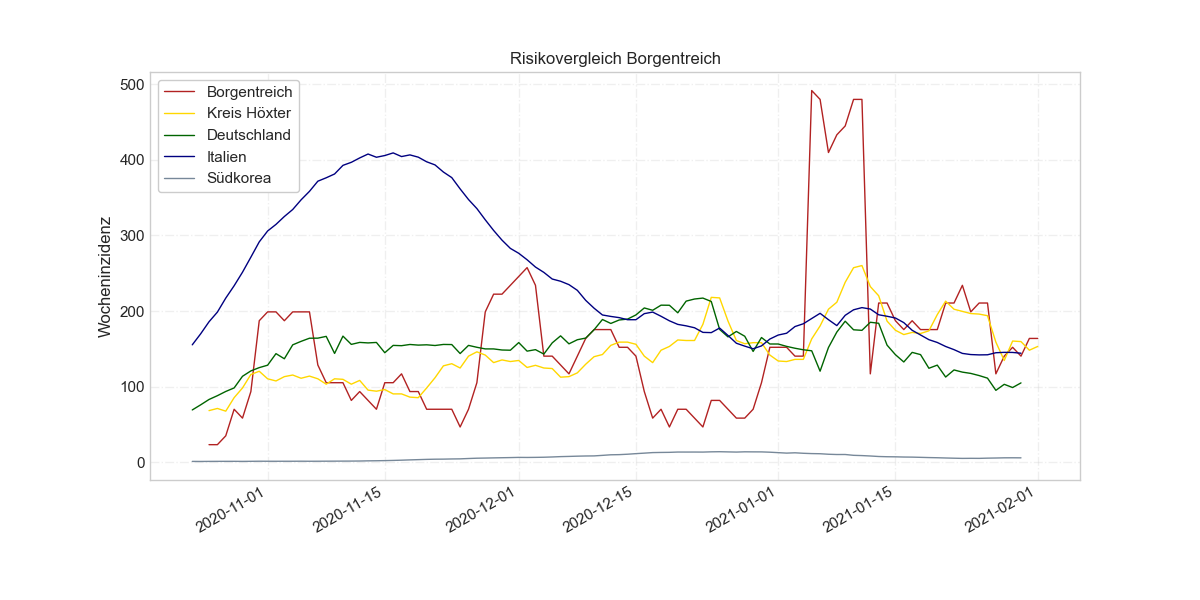 Risikovergleich Borgentreich
Wocheninzidenz
500
400
300
200
100
0
Borgentreich
Kreis Höxter
Deutschland
Italien
Südkorea
2020-11-01
2020-11-15
2020-12-01
2020-12-15
2021-01-01
2021-01-15
2021-02-01